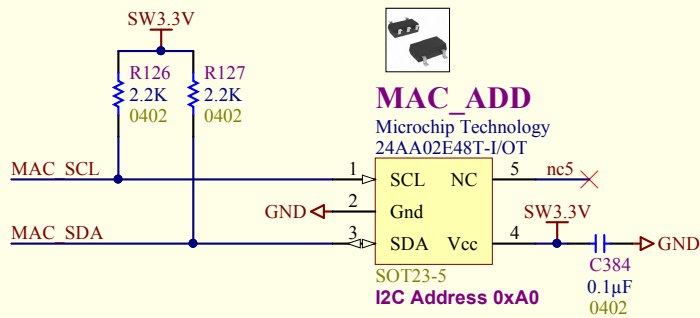 SW3.3V
R126
2.2K
0402
R127
2.2K
0402
MAC_ADD
Microchip Technology
24AA02E48T-I/OT
MAC_SCL
1
SCL
NC
5
nc5
GND
2
Gnd
MAC_SDA
3
SDA
Vcc
4
SW3.3V
GND
C384
0.1µF
0402
SOT23-5
I2C Address 0xA0